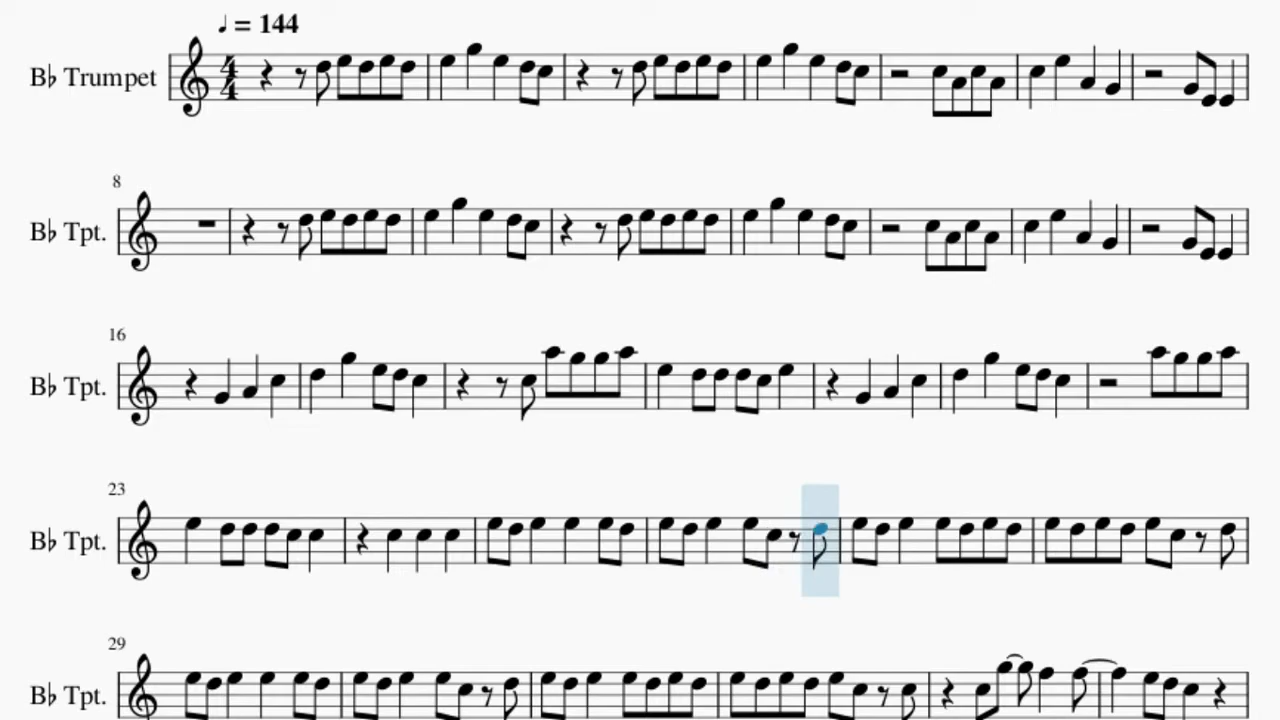 ♩ = 144
B♭ Trumpet
4
4
8
B♭ Tpt.
16
B♭ Tpt.
23
B♭ Tpt.
29
B♭ Tpt.